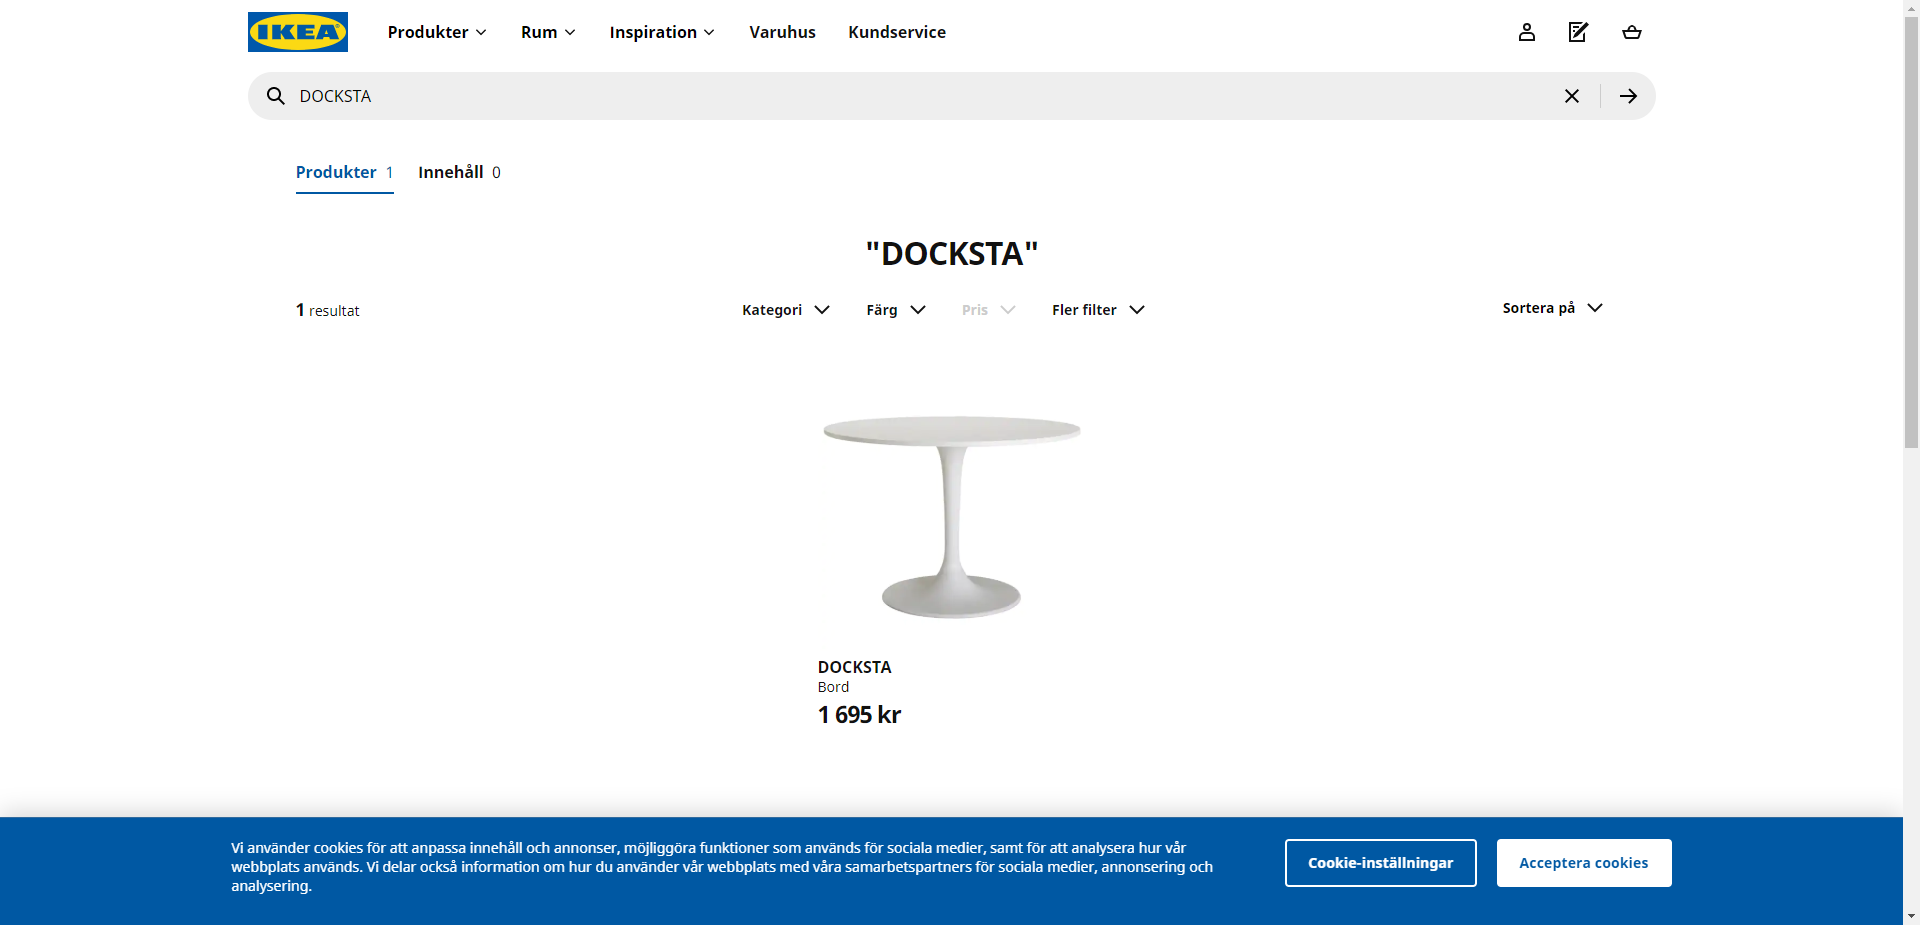 IKEA
Produkter
Rum
Inspiration
Varuhus
Kundservice
DOCKSTA
Produkter 1
Innehåll 0
"DOCKSTA"
1 resultat
Kategori
Färg
Pris
Fler filter
Sortera på
DOCKSTA
Bord
1 695 kr
Vi använder cookies för att anpassa innehåll och annonser, möjliggöra funktioner som används för sociala medier, samt för att analysera hur vår
webbplats används. Vi delar också information om hur du använder vår webbplats med våra samarbetspartners för sociala medier, annonsering och
analysering.
Cookie-inställningar
Acceptera cookies